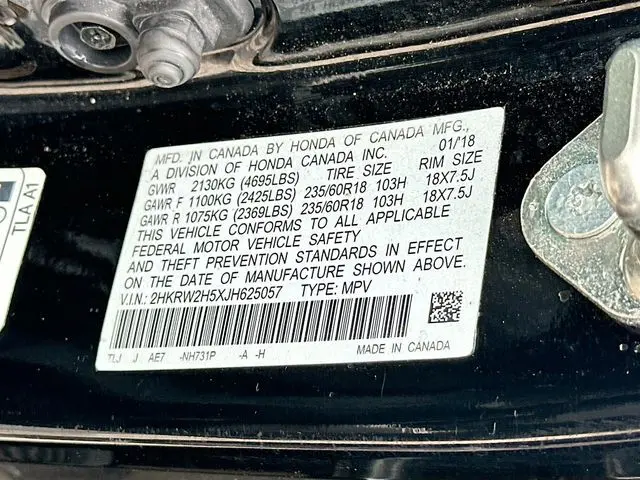 MFD. IN CANADA BY HONDA OF CANADA MFG.,
A DIVISION OF HONDA CANADA INC. 01/'18
GVWR 2130KG (4695LBS) TIRE SIZE RIM SIZE
GAWR F 1100KG (2425LBS) 235/60R18 103H 18X7.5J
GAWR R 1075KG (2369LBS) 235/60R18 103H 18X7.5J
THIS VEHICLE CONFORMS TO ALL APPLICABLE
FEDERAL MOTOR VEHICLE SAFETY
AND THEFT PREVENTION STANDARDS IN EFFECT
ON THE DATE OF MANUFACTURE SHOWN ABOVE.
V.I.N.: 2HKRW2H5XJH625057 TYPE: MPV
TLJ J AE7 -NH731P -A -H MADE IN CANADA
TLA A1